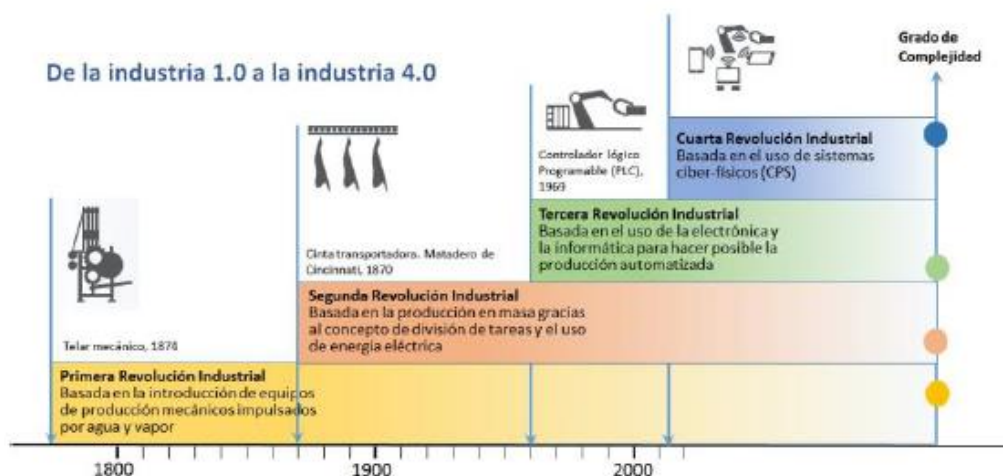 De la industria 1.0 a la industria 4.0
Grado de
Complejidad
Cuarta Revolución Industrial
Basada en el uso de sistemas
ciber-físicos (CPS)
Controlador lógico
Programable (PLC),
1969
Tercera Revolución Industrial
Basada en el uso de la electrónica y
la informática para hacer posible la
producción automatizada
Cinta transportadora. Matadero de
Cincinnati, 1870
Segunda Revolución Industrial
Basada en la producción en masa gracias
al concepto de división de tareas y el uso
de energía eléctrica
Telar mecánico, 1874
Primera Revolución Industrial
Basada en la introducción de equipos
de producción mecánicos impulsados
por agua y vapor
1800
1900
2000